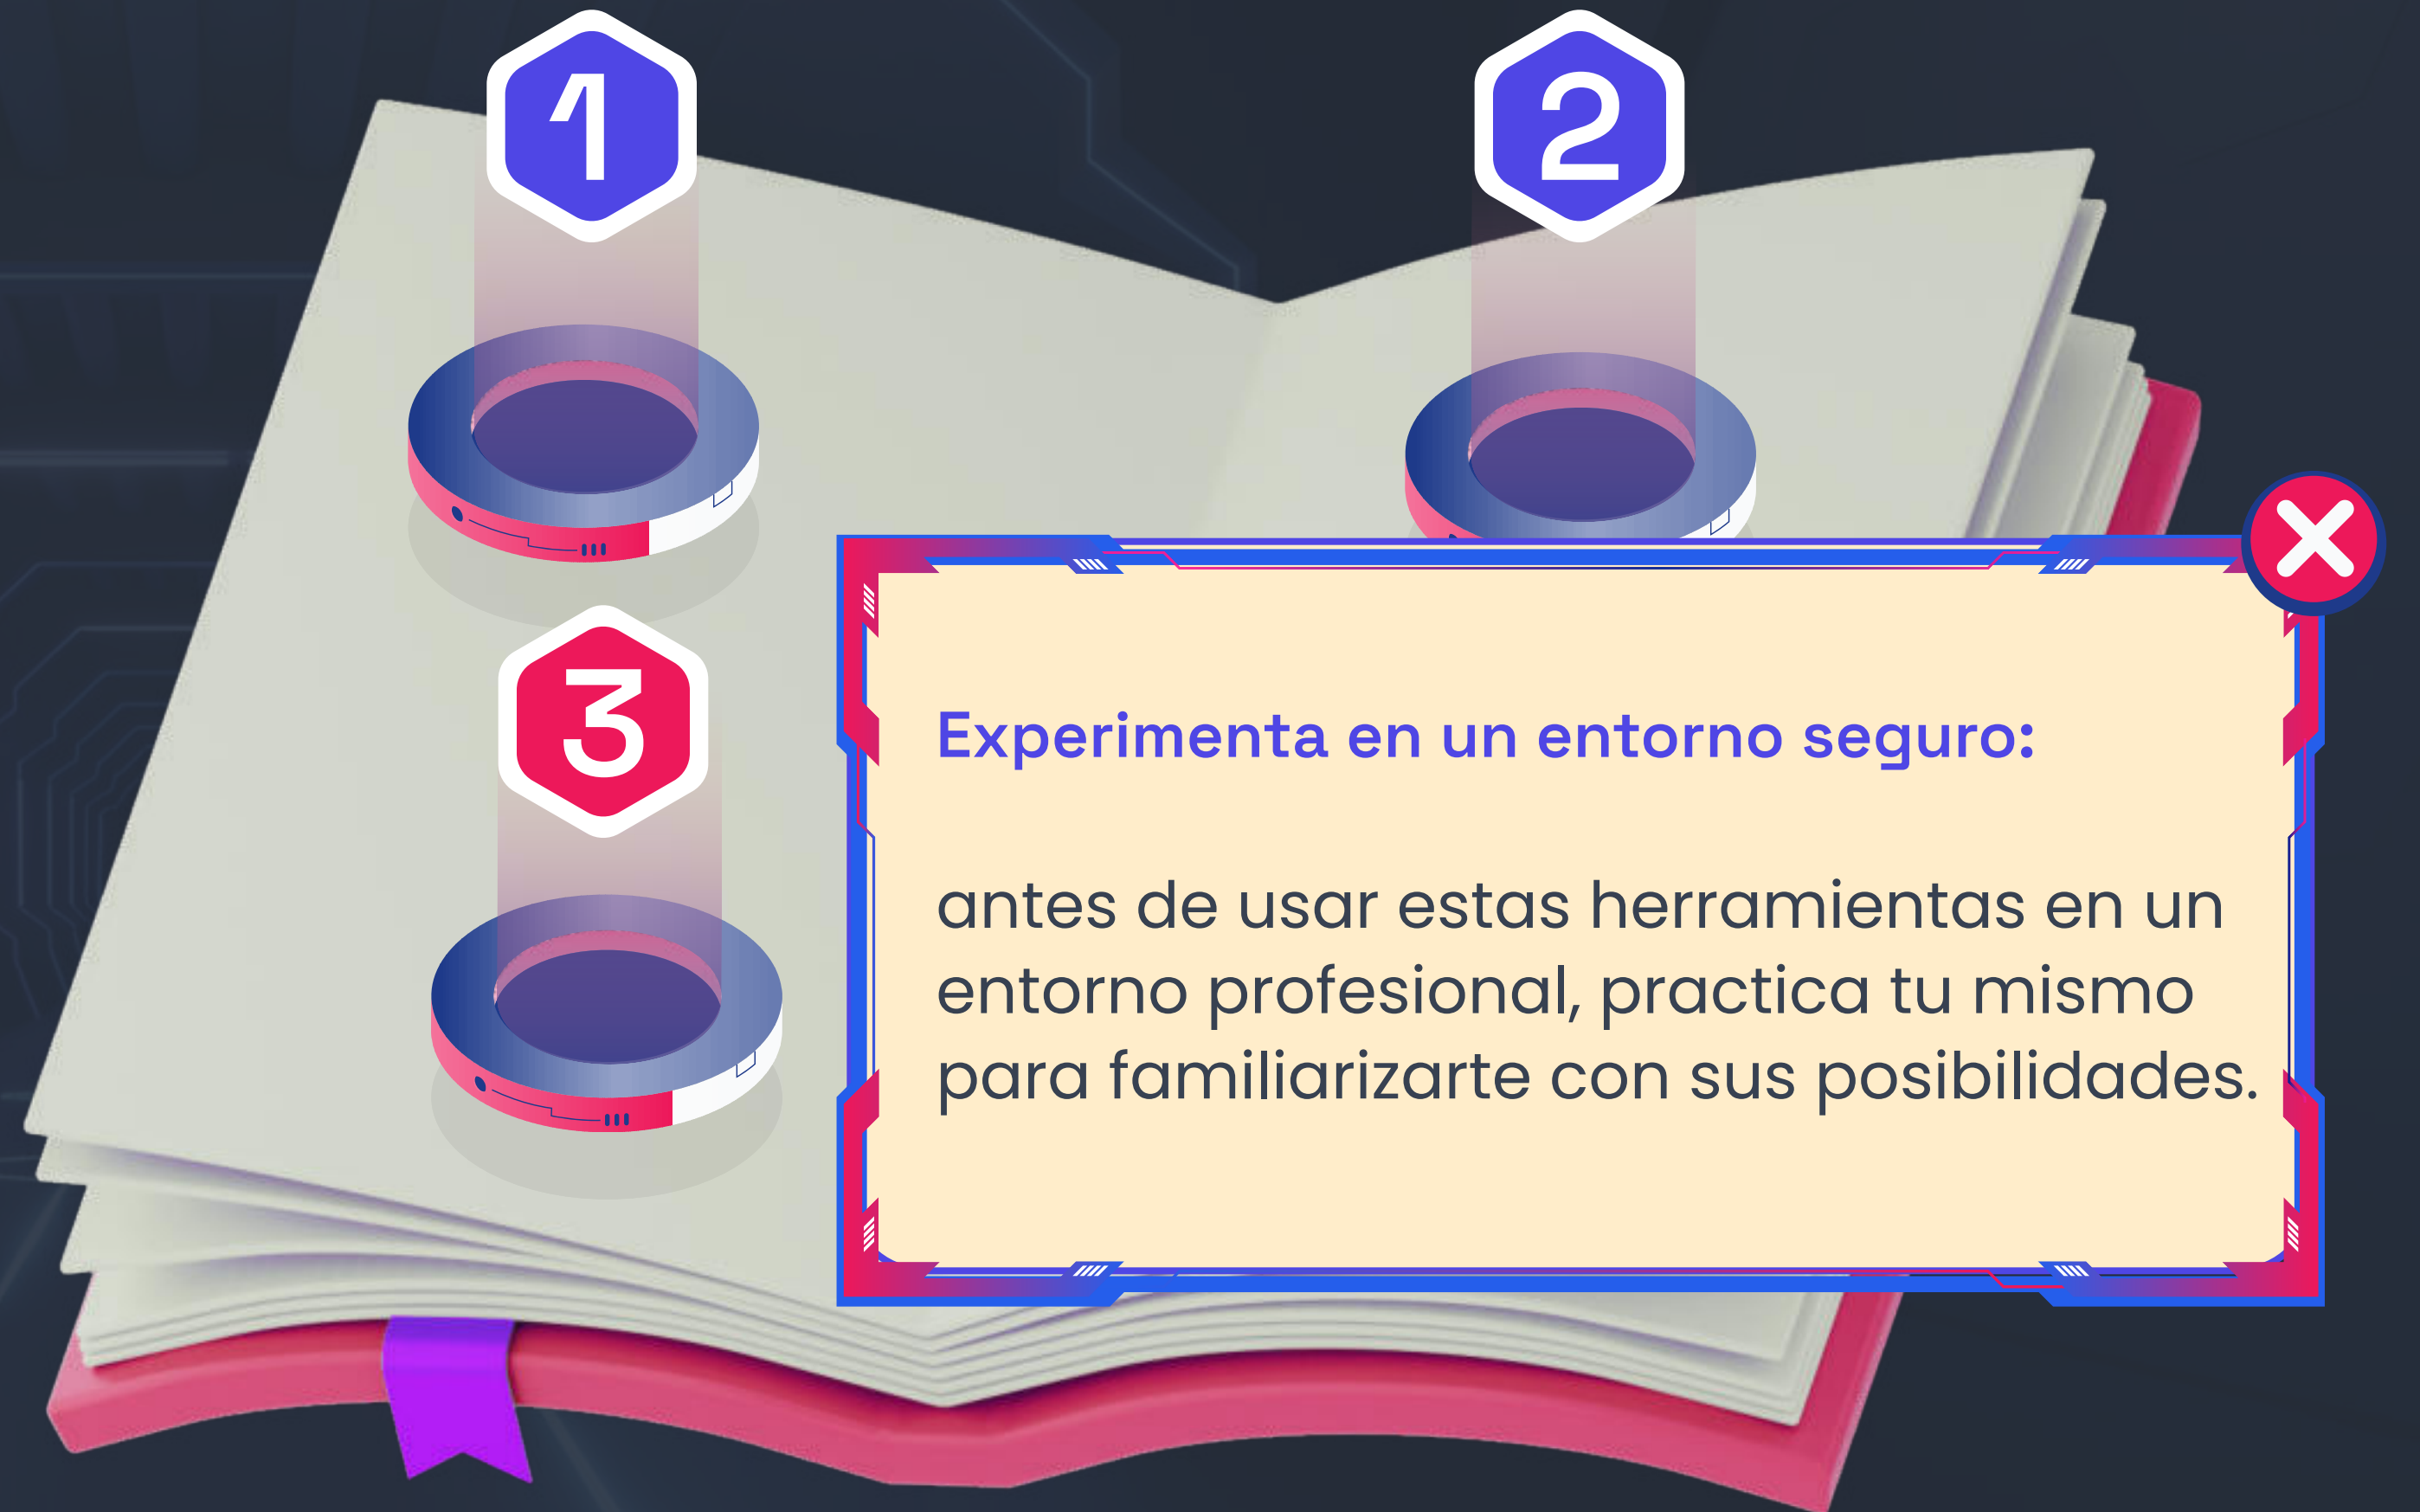 1
2
3
Experimenta en un entorno seguro:
antes de usar estas herramientas en un
entorno profesional, practica tu mismo
para familiarizarte con sus posibilidades.